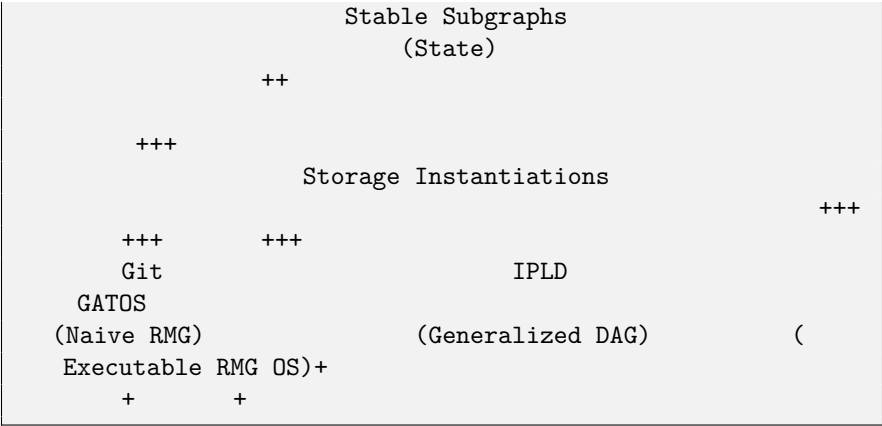 Stable Subgraphs
(State)
++
+++
Storage Instantiations
+++
+++ +++
Git IPLD
GATOS
(Naive RMG) (Generalized DAG) (
Executable RMG OS)+
+ +